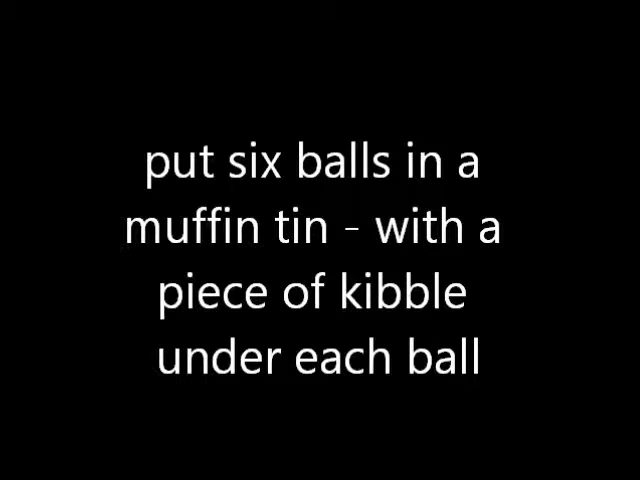 put six balls in a
muffin tin - with a
piece of kibble
under each ball